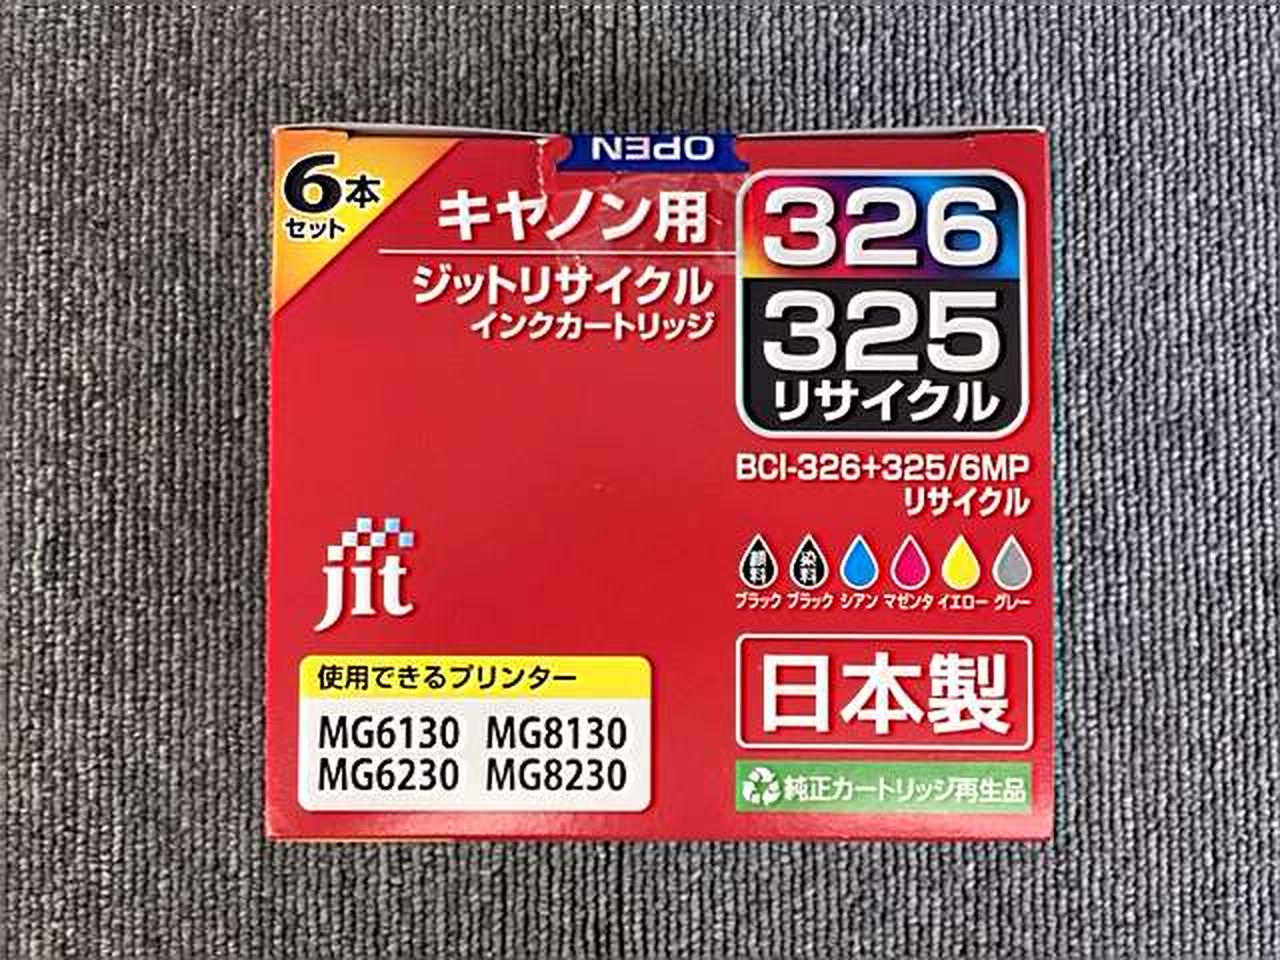 OPEN
6本
セット
キヤノン用
ジットリサイクル
インクカートリッジ
326
325
リサイクル
BCI-326+325/6MP
リサイクル
顔料 染料
ブラック ブラック シアン マゼンタ イエロー グレー
jit
使用できるプリンター
MG6130 MG8130
MG6230 MG8230
日本製
純正カートリッジ再生品